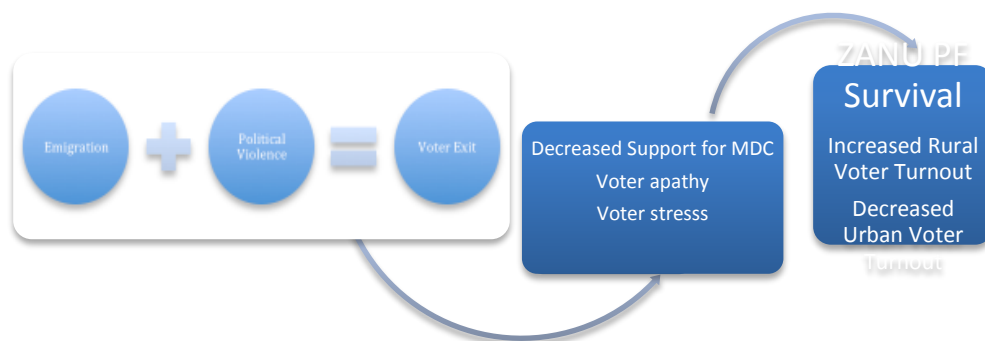 Emigration
Political
Violence
Voter Exit
Decreased Support for MDC
Voter apathy
Voter stresss
ZANU PF
Survival
Increased Rural
Voter Turnout
Decreased
Urban Voter
Turnout